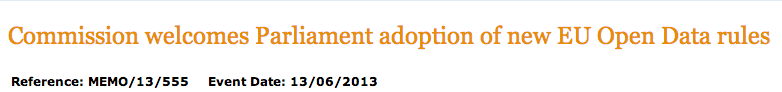 Commission welcomes Parliament adoption of new EU Open Data rules
Reference: MEMO/13/555 Event Date: 13/06/2013